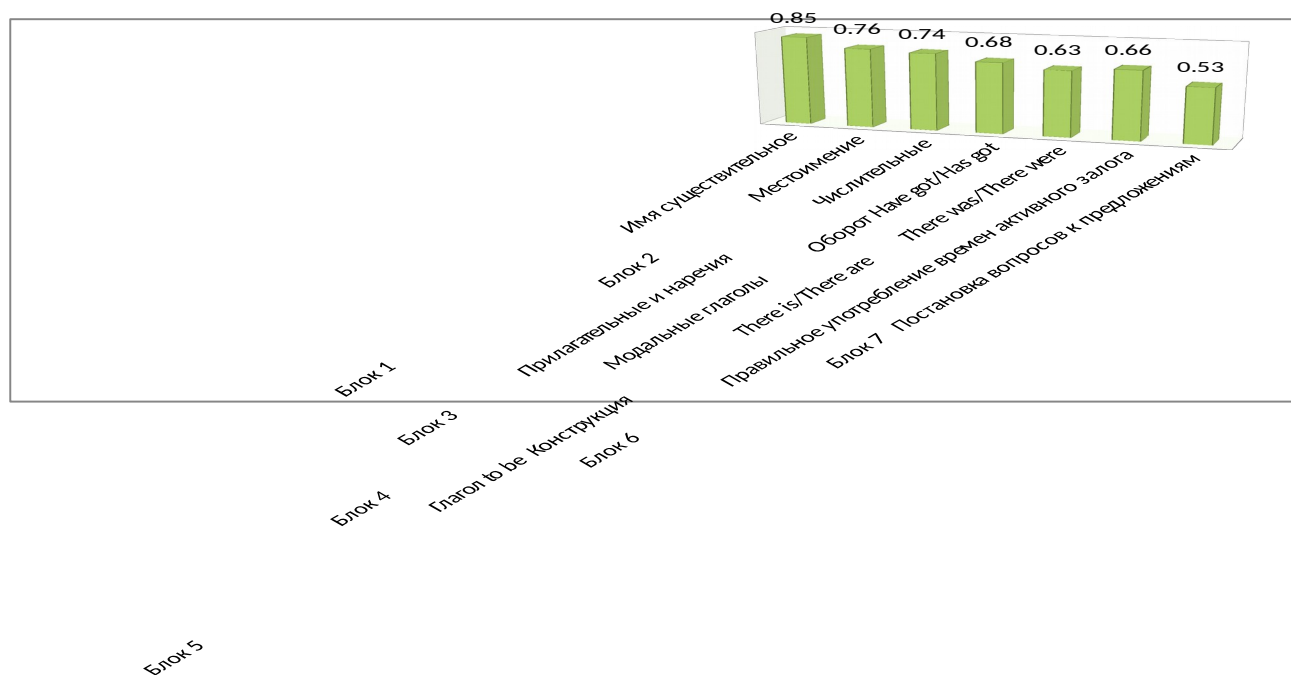 0.85
0.76
0.74
0.68
0.63
0.66
0.53
Блок 1 Имя существительное
Блок 2 Местоимение
Блок 3 Прилагательные и наречия Числительные
Блок 4 Модальные глаголы Оборот Have got/Has got
Блок 5 Глагол to be Конструкция There is/There are There was/There were
Блок 6 Правильное употребление времен активного залога
Блок 7 Постановка вопросов к предложениям